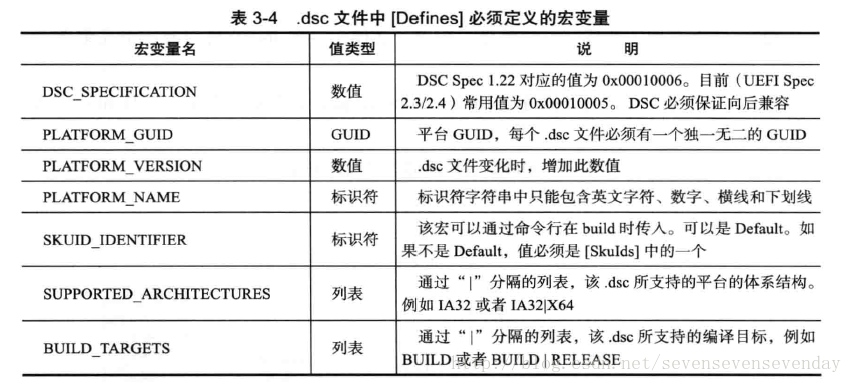 表 3-4 .dsc 文件中 [Defines] 必须定义的宏变量
宏变量名 值类型 说 明
DSC_SPECIFICATION 数值 DSC Spec 1.22 对应的值为 0x00010006。目前（UEFI Spec
2.3/2.4）常用值为 0x00010005。 DSC 必须保证向后兼容
PLATFORM_GUID GUID 平台 GUID，每个 .dsc 文件必须有一个独一无二的 GUID
PLATFORM_VERSION 数值 .dsc 文件变化时，增加此数值
PLATFORM_NAME 标识符 标识符字符串中只能包含英文字符、数字、横线和下划线
SKUID_IDENTIFIER 标识符 该宏可以通过命令行在 build 时传入。可以是 Default。如
果不是 Default，值必须是 [SkuIds] 中的一个
SUPPORTED_ARCHITECTURES 列表 通过“|”分隔的列表，该 .dsc 所支持的平台的体系结构。
例如 IA32 或者 IA32|X64
BUILD_TARGETS 列表 通过“|”分隔的列表，该 .dsc 所支持的编译目标，例如
BUILD 或者 BUILD | RELEASE
http://blog.csdn.net/sevensevensevenday